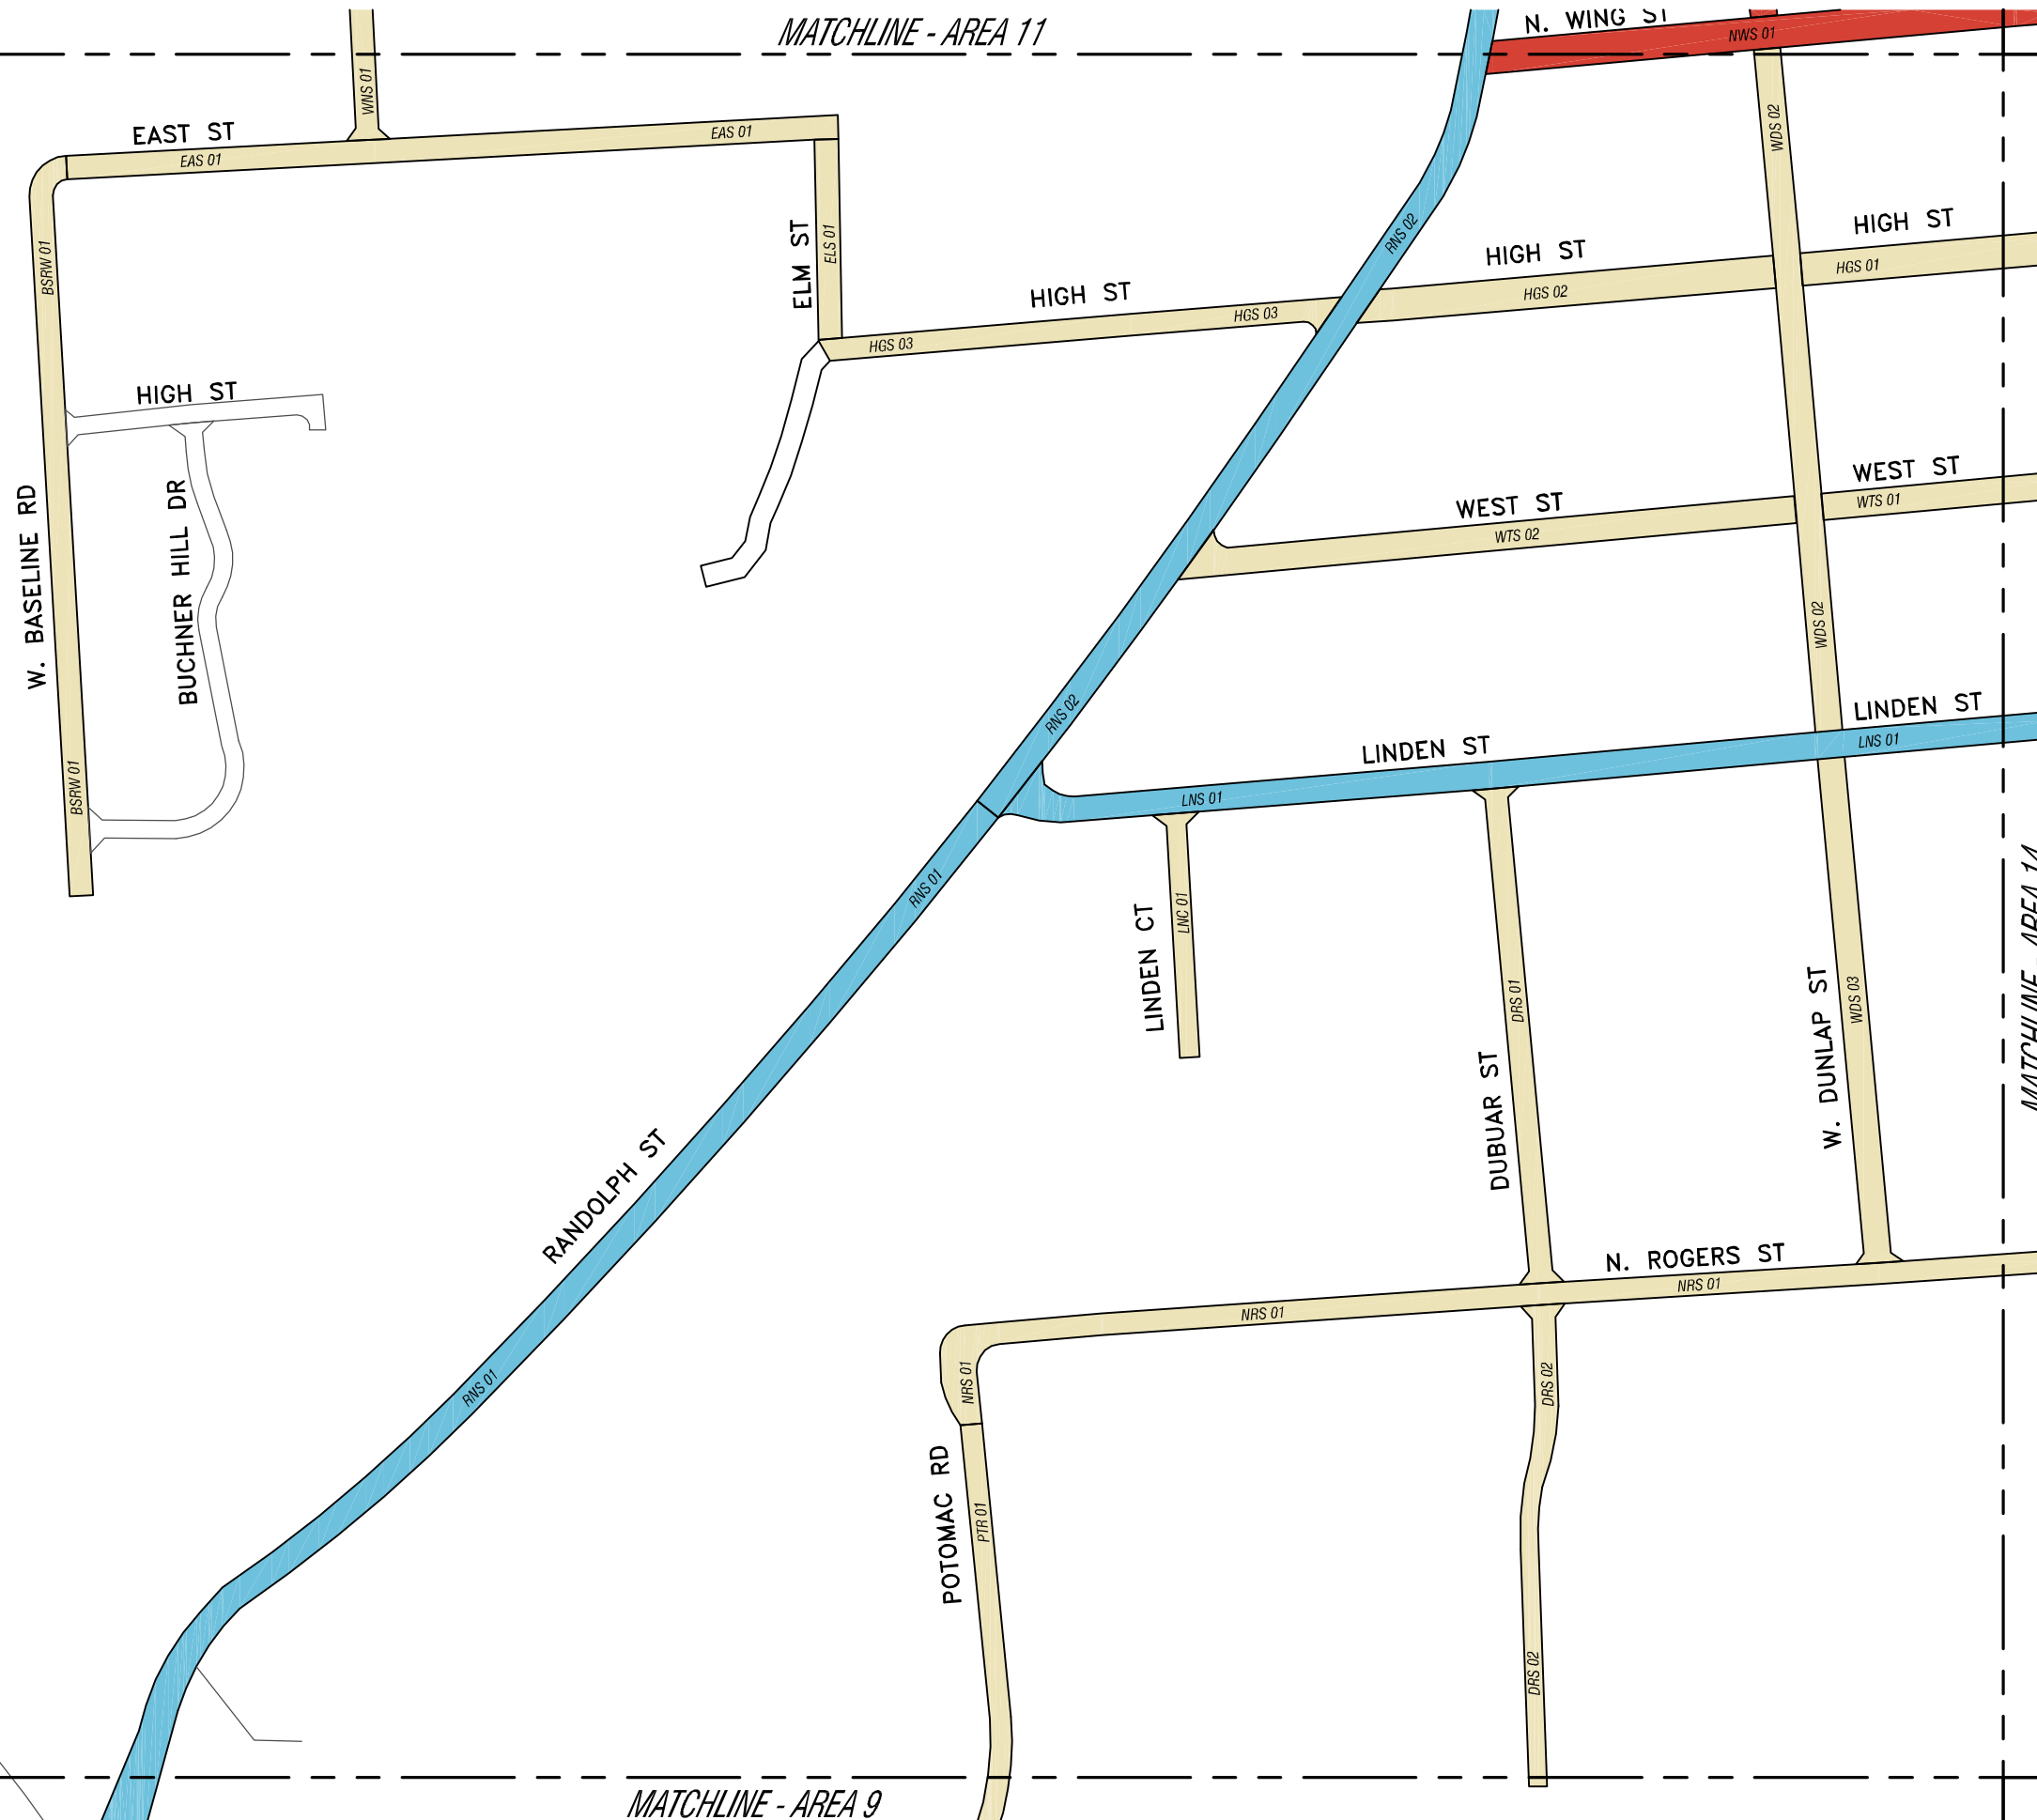 MATCHLINE - AREA 11
N. WING ST
NWS 01
WNS 01
EAST ST
EAS 01
EAS 01
WDS 02
ELM ST
ELS 01
RNS 02
HIGH ST
HIGH ST
HIGH ST
BSRW 01
HGS 01
HGS 02
HGS 03
HGS 03
HIGH ST
WEST ST
WEST ST
WTS 01
WTS 02
W. BASELINE RD
BUCHNER HILL DR
WDS 02
RNS 02
LINDEN ST
LINDEN ST
LNS 01
LNS 01
BSRW 01
RNS 01
LINDEN CT
LNC 01
DRS 01
WDS 03
W. DUNLAP ST
MATCHLINE - AREA 14
DUBUAR ST
RANDOLPH ST
N. ROGERS ST
NRS 01
NRS 01
NRS 01
RNS 01
DRS 02
POTOMAC RD
PTR 01
DRS 02
MATCHLINE - AREA 9